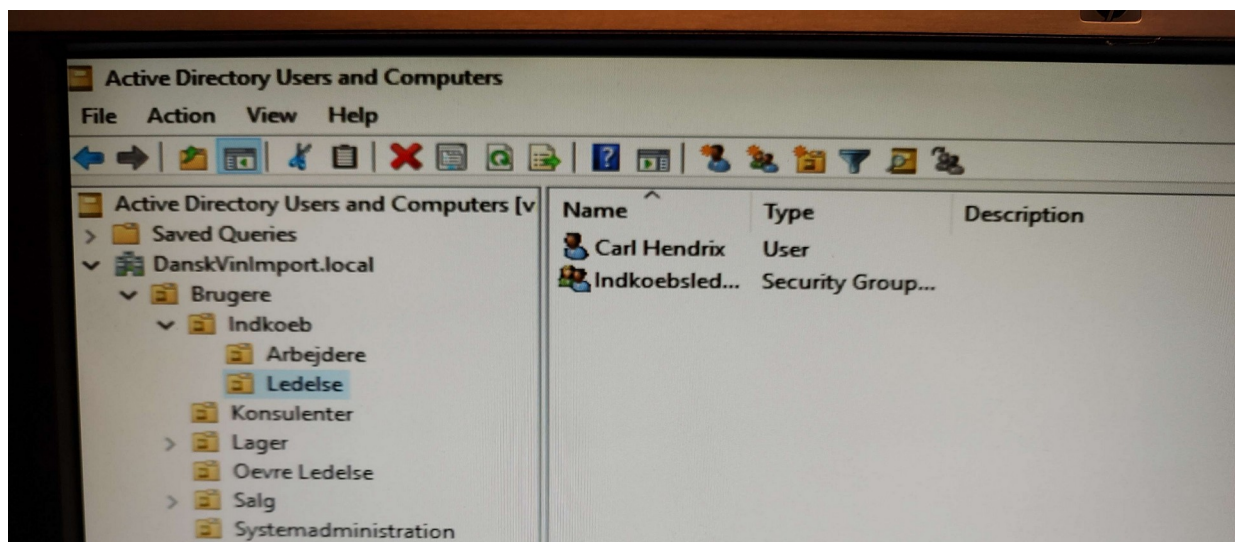 Active Directory Users and Computers
File Action View Help
Active Directory Users and Computers [v
Saved Queries
DanskVinImport.local
Brugere
Indkoeb
Arbejdere
Ledelse
Konsulenter
Lager
Oevre Ledelse
Salg
Systemadministration
Name Type Description
Carl Hendrix User
Indkoebsled... Security Group...